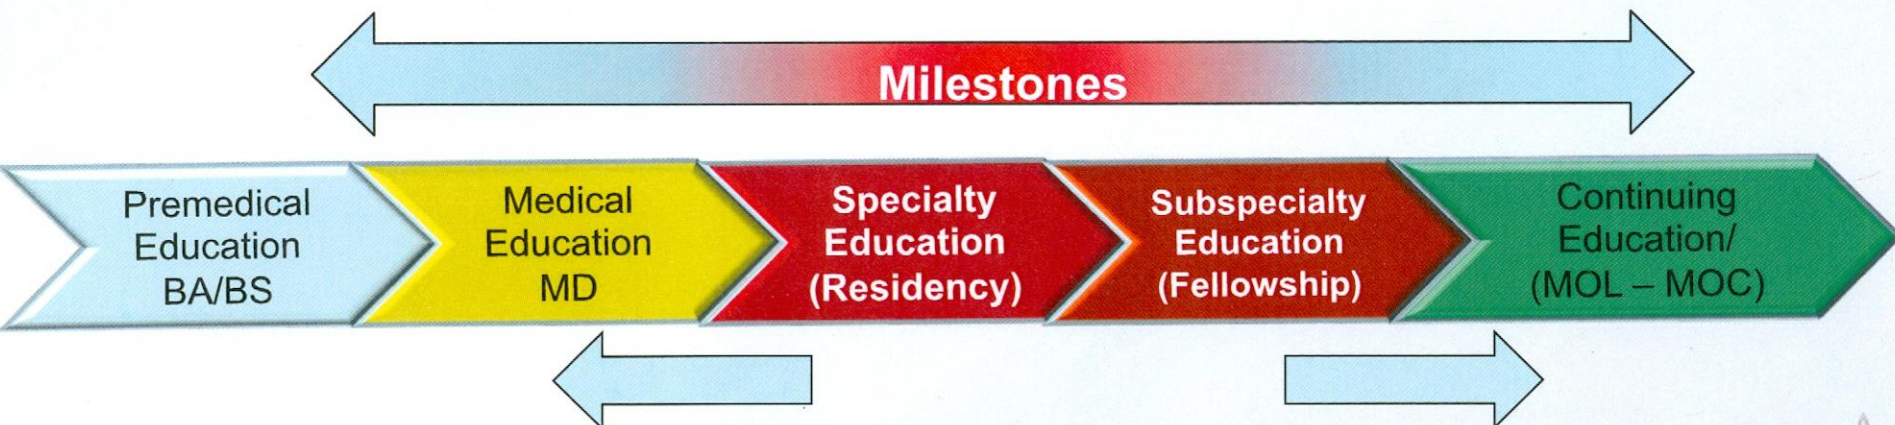 Milestones
Premedical
Education
BA/BS
Medical
Education
MD
Specialty
Education
(Residency)
Subspecialty
Education
(Fellowship)
Continuing
Education/
(MOL – MOC)